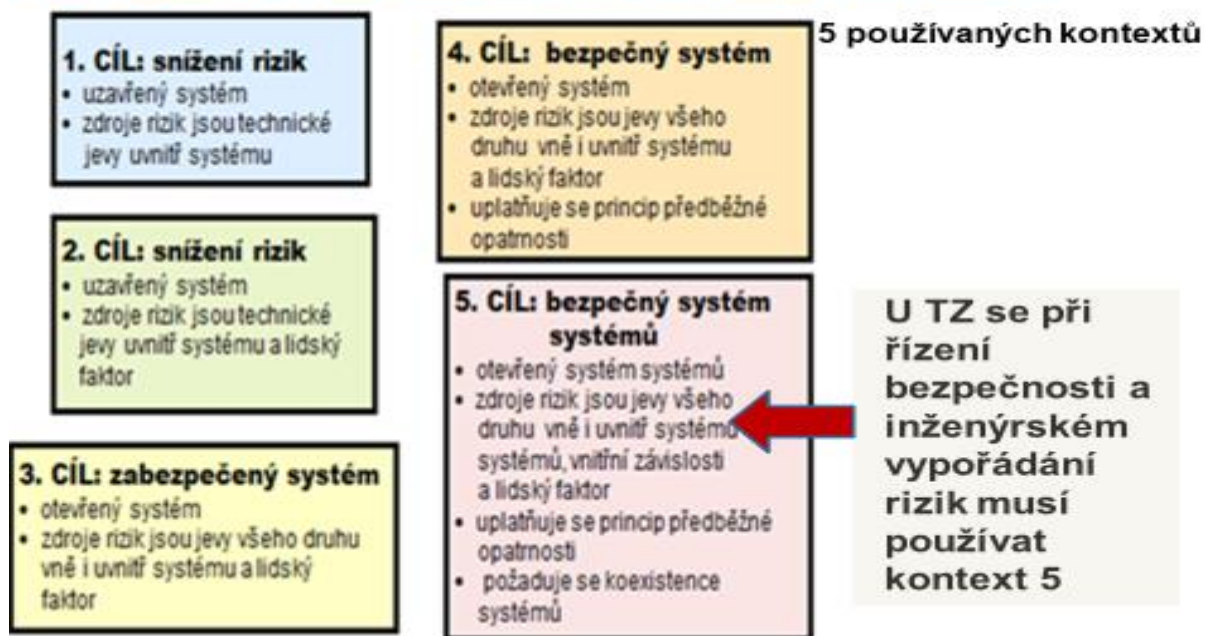 5 používaných kontextů
1. CÍL: snížení rizik
• uzavřený systém
• zdroje rizik jsou technické
jevy uvnitř systému
2. CÍL: snížení rizik
• uzavřený systém
• zdroje rizik jsou technické
jevy uvnitř systému a lidský
faktor
3. CÍL: zabezpečený systém
• otevřený systém
• zdroje rizik jsou jevy všeho druhu
vně i uvnitř systému a lidský
faktor
4. CÍL: bezpečný systém
• otevřený systém
• zdroje rizik jsou jevy všeho
druhu vně i uvnitř systému
a lidský faktor
• uplatňuje se princip předběžné
opatrnosti
5. CÍL: bezpečný systém
systémů
• otevřený systém systémů
• zdroje rizik jsou jevy všeho
druhu vně i uvnitř systému
systémů, vnitřní závislosti
a lidský faktor
• uplatňuje se princip předběžné
opatrnosti
• požaduje se koexistence
systémů
U TZ se při
řízení
bezpečnosti a
inženýrském
vypořádání
rizik musí
používat
kontext 5